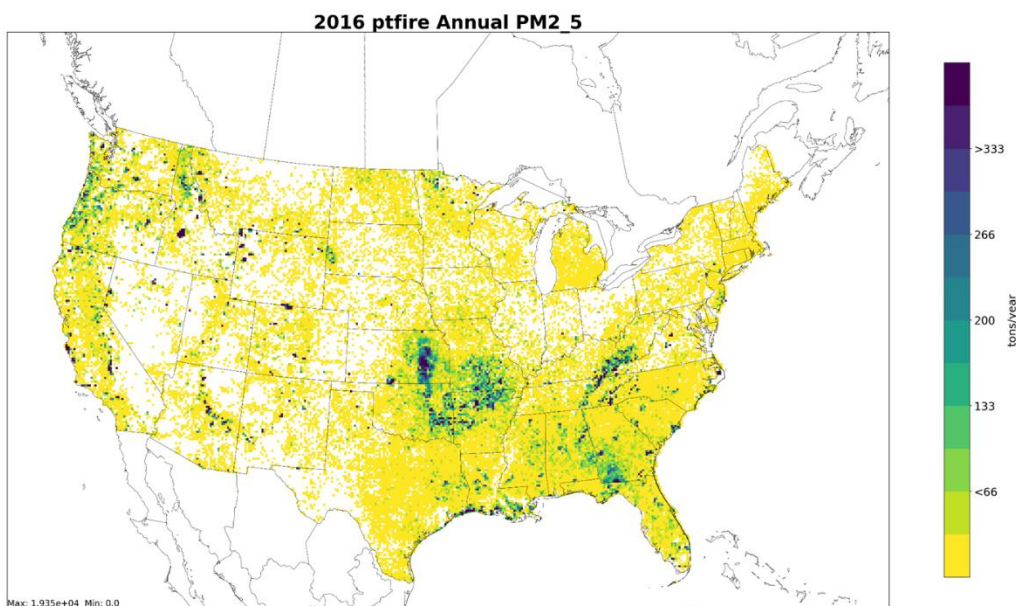 2016 ptfire Annual PM2_5
>333
266
200
133
<66
tons/year
Max: 1.935e+04 Min: 0.0